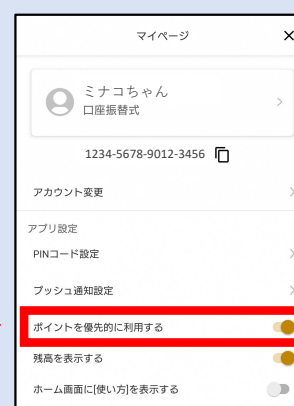 マイページ
ミナコちゃん
口座振替式
1234-5678-9012-3456
アカウント変更
アプリ設定
PINコード設定
プッシュ通知設定
ポイントを優先的に利用する
残高を表示する
ホーム画面に[使い方]を表示する